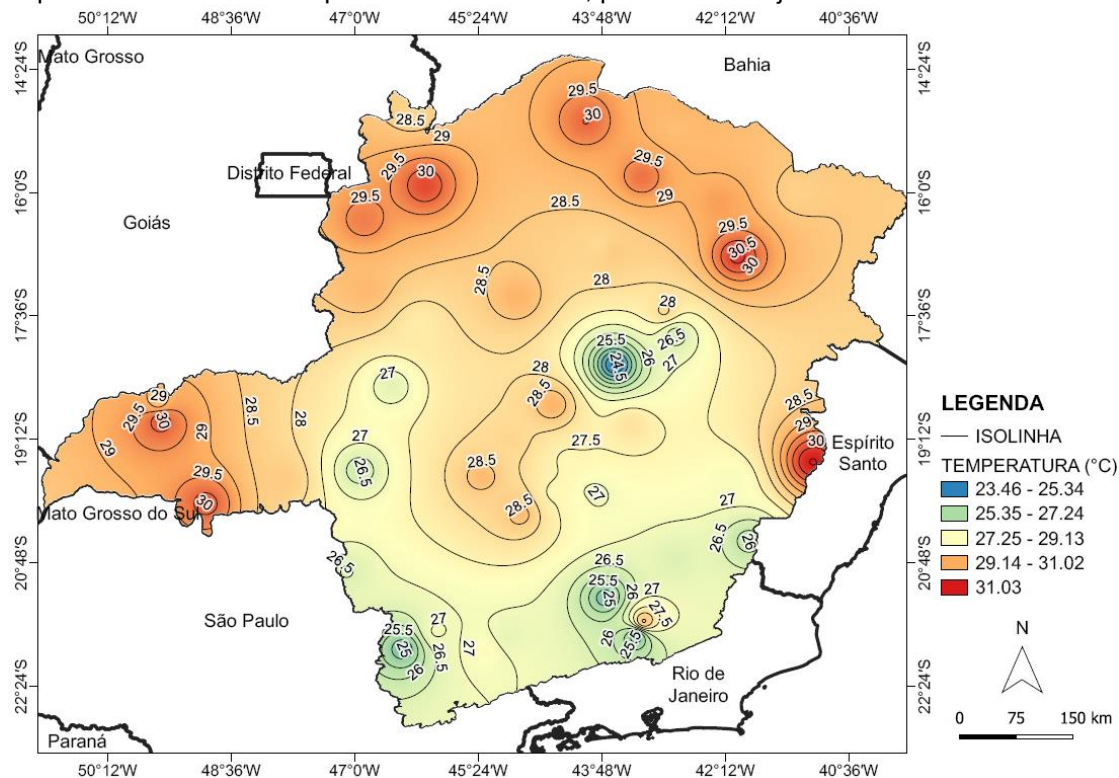 50°12'W 48°36'W 47°0'W 45°24'W 43°48'W 42°12'W 40°36'W
14°24'S 14°24'S
Mato Grosso
Bahia
29.5
30
28.5
29
29.5
30
29.5
Distrito Federal
29.5
29
16°0'S 16°0'S
Goiás
28.5
29.5
30.5
30
28.5
28
28
17°36'S 17°36'S
25.5
24.5
26
26.5
27
27
28
28.5
29
29.5
30
29
29
28.5
28
28.5
29
30
27
26.5
27.5
28.5
19°12'S 19°12'S
Espírito
Santo
29.5
30
28.5
27
Mato Grosso do Sul
27
26.5
26
26.5
20°48'S 20°48'S
26.5
25.5
25
26
27
27.5
São Paulo
25.5
25
26
27
26.5
27
26
25.5
Rio de
Janeiro
22°24'S 22°24'S
Paraná
50°12'W 48°36'W 47°0'W 45°24'W 43°48'W 42°12'W 40°36'W
LEGENDA
ISOLINHA
TEMPERATURA (°C)
23.46 - 25.34
25.35 - 27.24
27.25 - 29.13
29.14 - 31.02
31.03
N
0 75 150 km